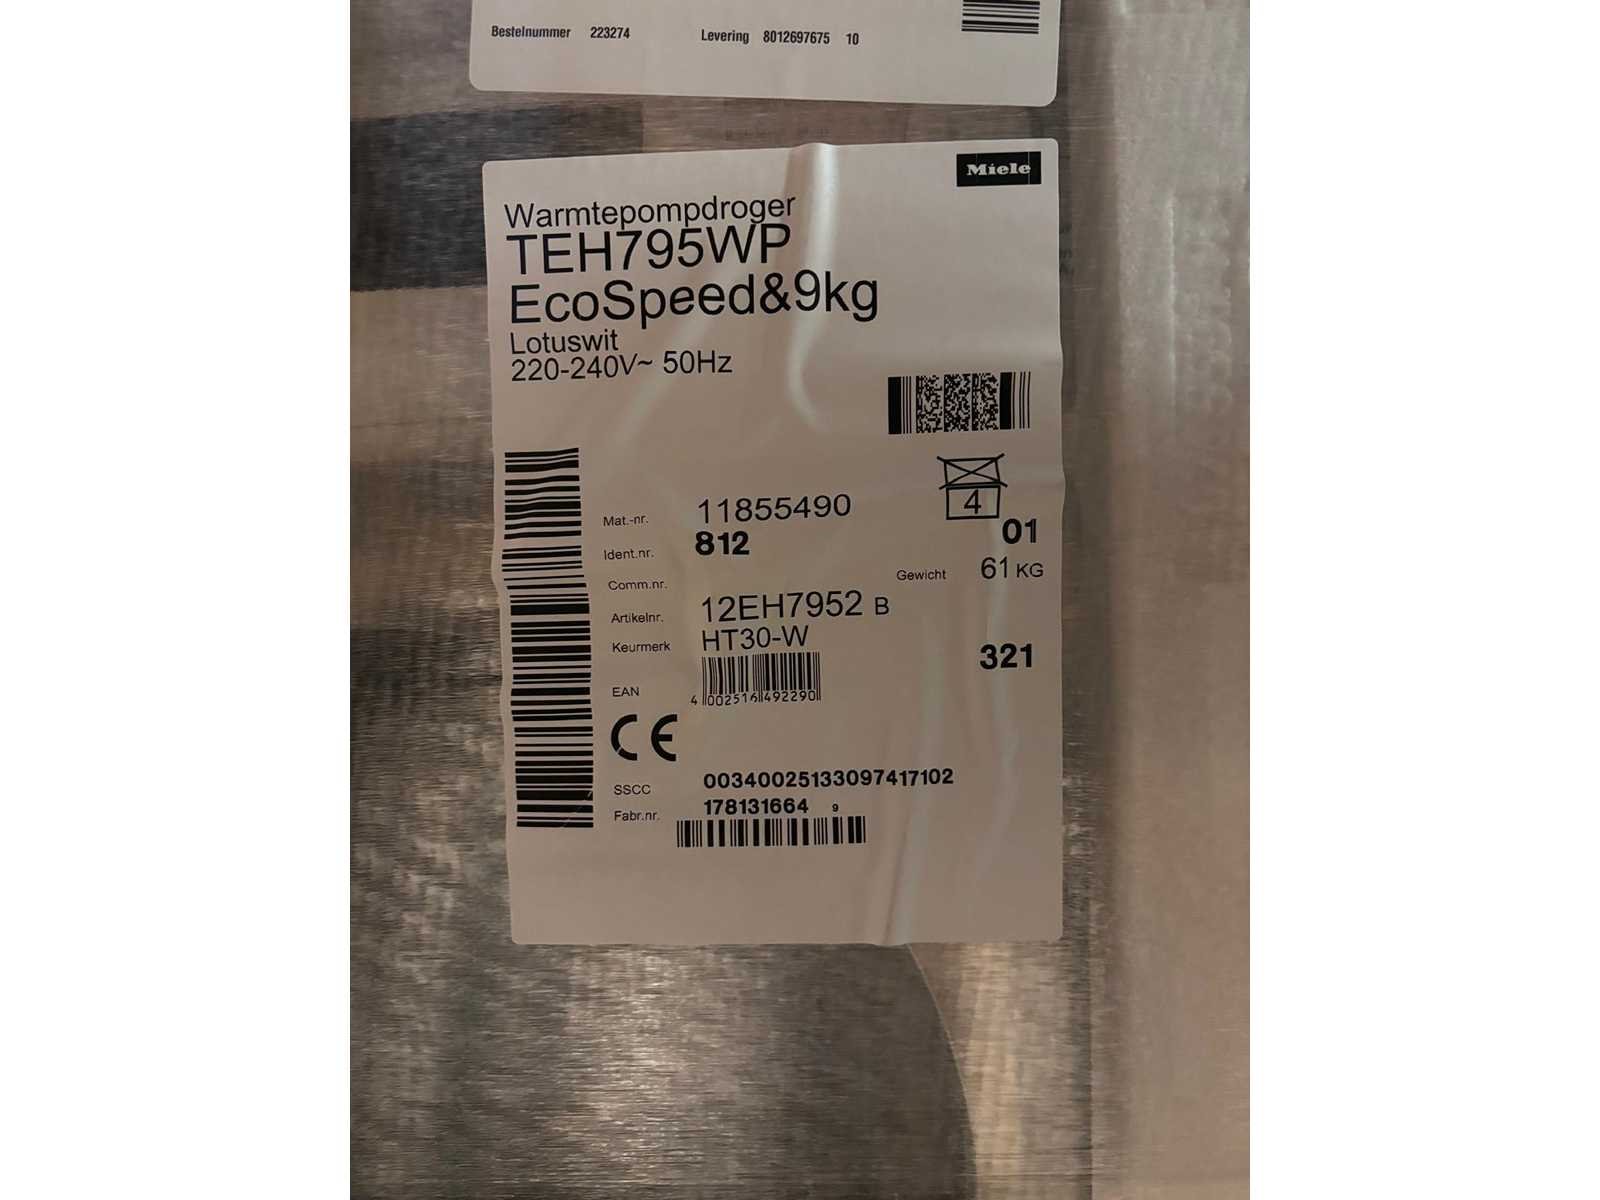 Bestelnummer 223274 Levering 8012697675 10
Miele
Warmtepompdroger
TEH795WP
EcoSpeed&9kg
Lotuswit
220-240V~ 50Hz
4
Mat.-nr. 11855490
01
Ident.nr. 812
Gewicht 61 KG
Comm.nr.
Artikelnr. 12EH7952 B
Keurmerk HT30-W
321
EAN
4 002516 492290
CE
SSCC 00340025133097417102
Fabr.nr. 178131664 9